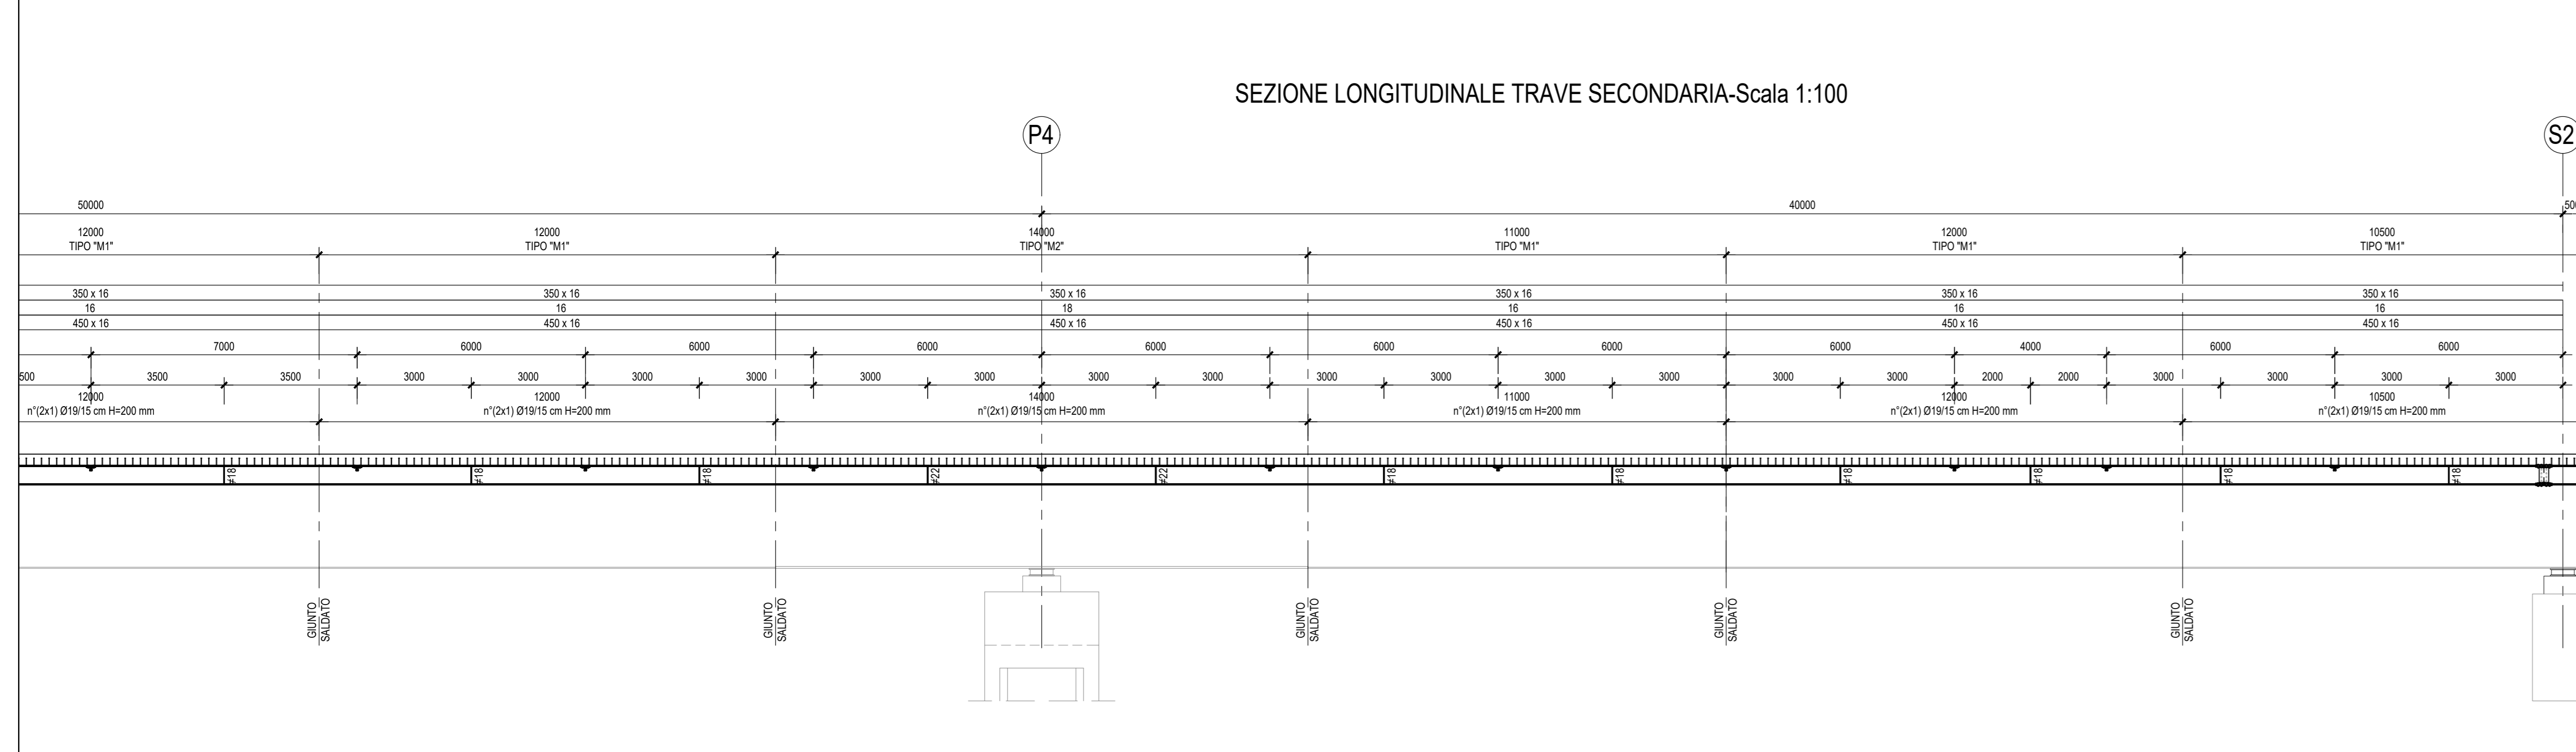 SEZIONE LONGITUDINALE TRAVE SECONDARIA-Scala 1:100
P4 S2
50000 40000
12000 12000 14000 11000 12000 10500
TIPO "M1" TIPO "M1" TIPO "M2" TIPO "M1" TIPO "M1" TIPO "M1"
350 x 16 350 x 16 350 x 16 350 x 16 350 x 16 350 x 16
16 16 18 16 16 16
450 x 16 450 x 16 450 x 16 450 x 16 450 x 16 450 x 16
7000 6000 6000 6000 6000 6000 6000 6000 4000 6000 6000
500 3500 3500 3000 3000 3000 3000 3000 3000 3000 3000 3000 3000 3000 3000 3000 3000 2000 2000 3000 3000 3000 3000
12000 12000 14000 11000 12000 10500
n°(2x1) Ø19/15 cm H=200 mm n°(2x1) Ø19/15 cm H=200 mm n°(2x1) Ø19/15 cm H=200 mm n°(2x1) Ø19/15 cm H=200 mm n°(2x1) Ø19/15 cm H=200 mm n°(2x1) Ø19/15 cm H=200 mm
≠18 ≠18 ≠18 ≠22 ≠22 ≠18 ≠18 ≠18 ≠18 ≠18 ≠18
GIUNTO
SALDATO
GIUNTO
SALDATO
GIUNTO
SALDATO
GIUNTO
SALDATO
GIUNTO
SALDATO